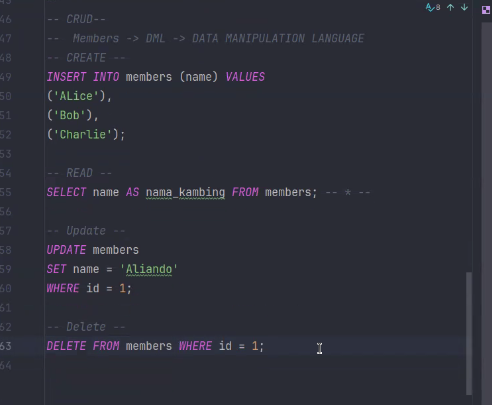 8
46 -- CRUD--
47 --  Members -> DML -> DATA MANIPULATION LANGUAGE
48 -- CREATE --
49 INSERT INTO members (name) VALUES
50 ('ALice'),
51 ('Bob'),
52 ('Charlie');
53
54 -- READ --
55 SELECT name AS nama_kambing FROM members; -- * --
56
57 -- Update --
58 UPDATE members
59 SET name = 'Aliando'
60 WHERE id = 1;
61
62 -- Delete --
63 DELETE FROM members WHERE id = 1;
64